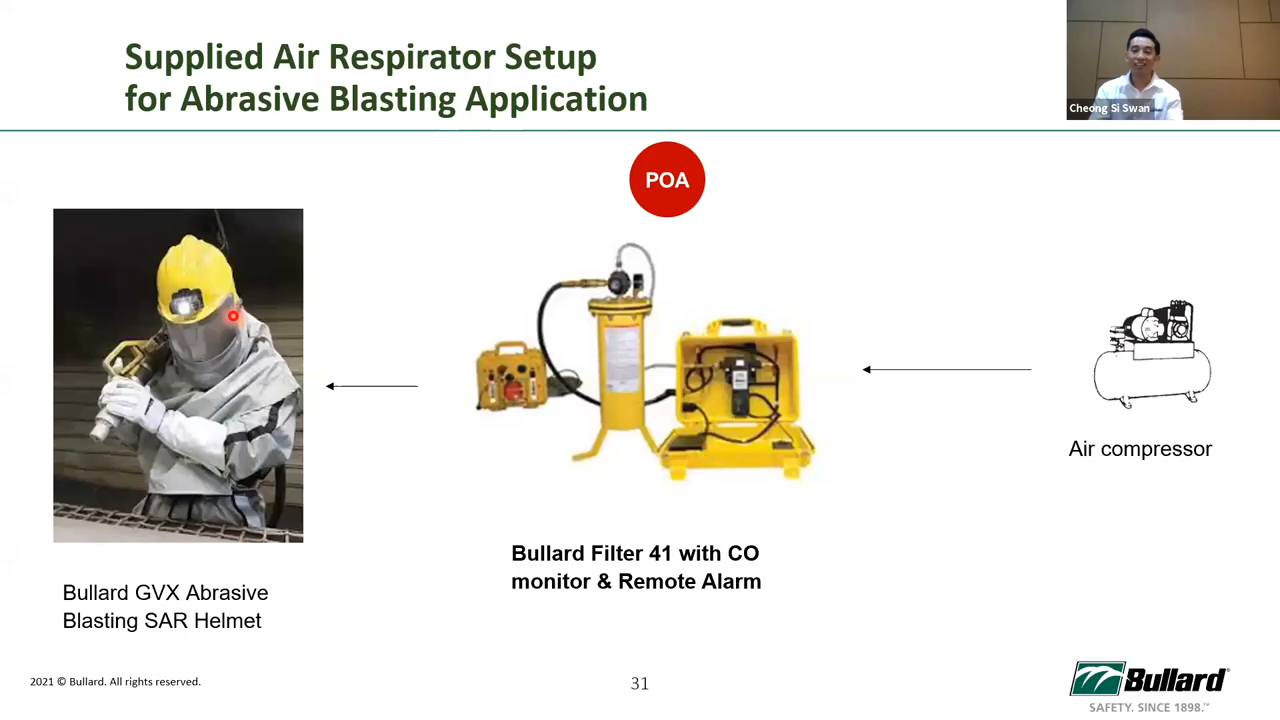 Supplied Air Respirator Setup
for Abrasive Blasting Application
Cheong Si Swan
POA
Air compressor
Bullard Filter 41 with CO
monitor & Remote Alarm
Bullard GVX Abrasive
Blasting SAR Helmet
2021 © Bullard. All rights reserved.
31
Bullard®
SAFETY. SINCE 1898.™